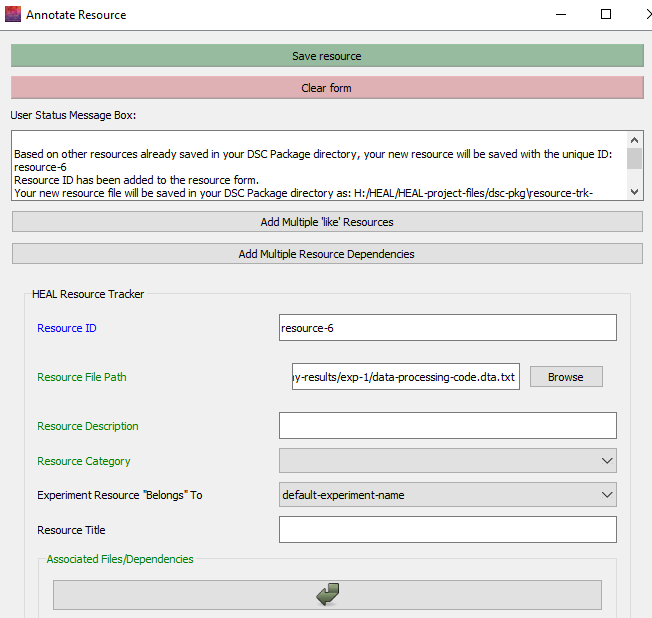 Annotate Resource
Save resource
Clear form
User Status Message Box:
Based on other resources already saved in your DSC Package directory, your new resource will be saved with the unique ID:
resource-6
Resource ID has been added to the resource form.
Your new resource file will be saved in your DSC Package directory as: H:/HEAL/HEAL-project-files/dsc-pkg\resource-trk-
Add Multiple 'like' Resources
Add Multiple Resource Dependencies
HEAL Resource Tracker
Resource ID
resource-6
Resource File Path
y-results/exp-1/data-processing-code.dta.txt
Browse
Resource Description
Resource Category
Experiment Resource "Belongs" To
default-experiment-name
Resource Title
Associated Files/Dependencies